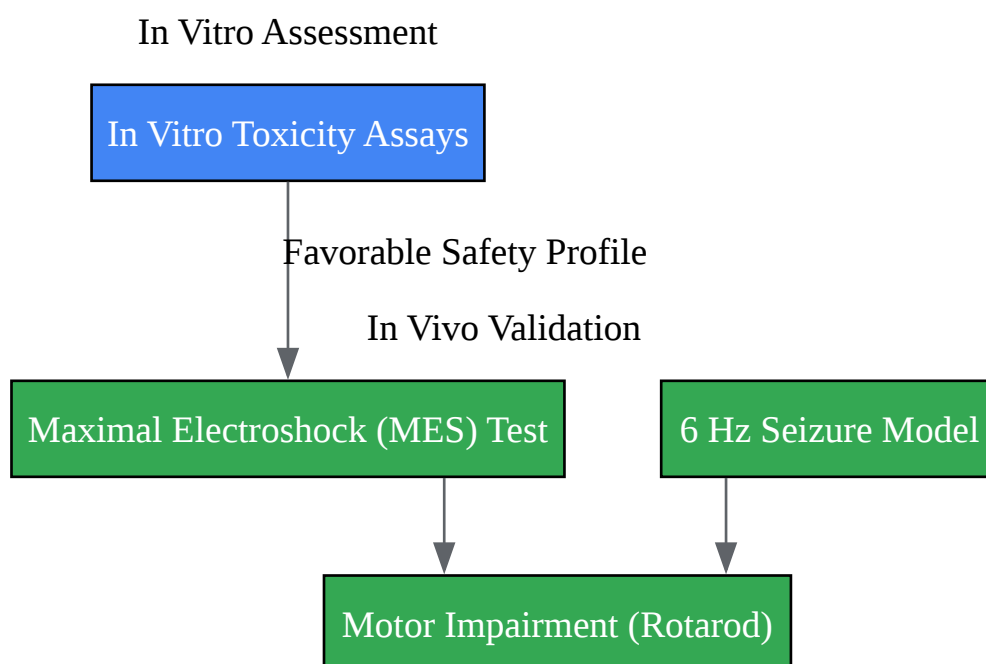 In Vitro Assessment
In Vitro Toxicity Assays
Favorable Safety Profile
In Vivo Validation
Maximal Electroshock (MES) Test
6 Hz Seizure Model
Motor Impairment (Rotarod)